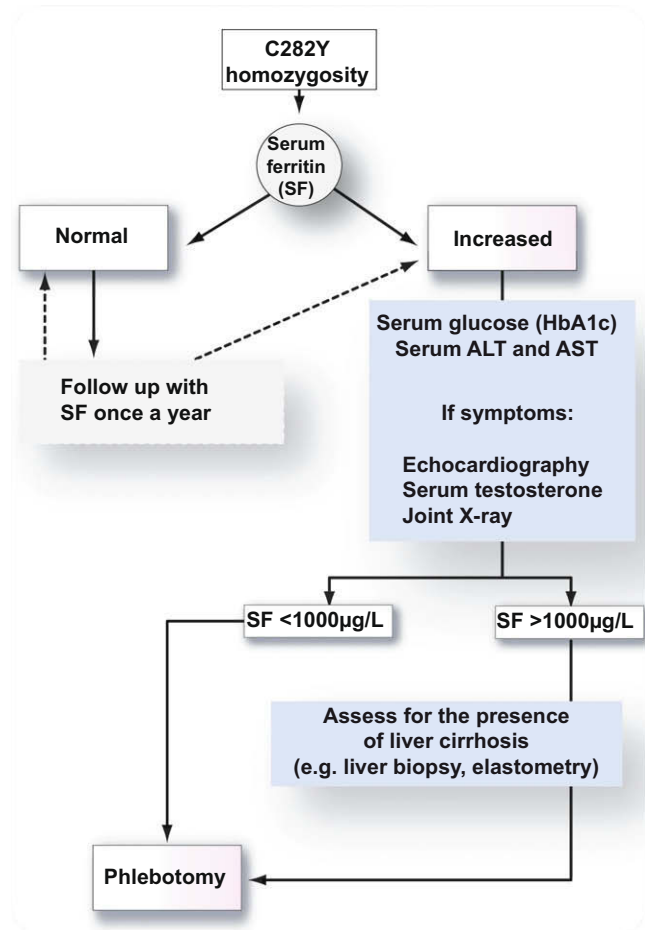 C282Y
homozygosity
Serum
ferritin
(SF)
Normal
Increased
Serum glucose (HbA1c)
Serum ALT and AST
Follow up with
SF once a year
If symptoms:
Echocardiography
Serum testosterone
Joint X-ray
SF <1000µg/L
SF >1000µg/L
Assess for the presence
of liver cirrhosis
(e.g. liver biopsy, elastometry)
Phlebotomy